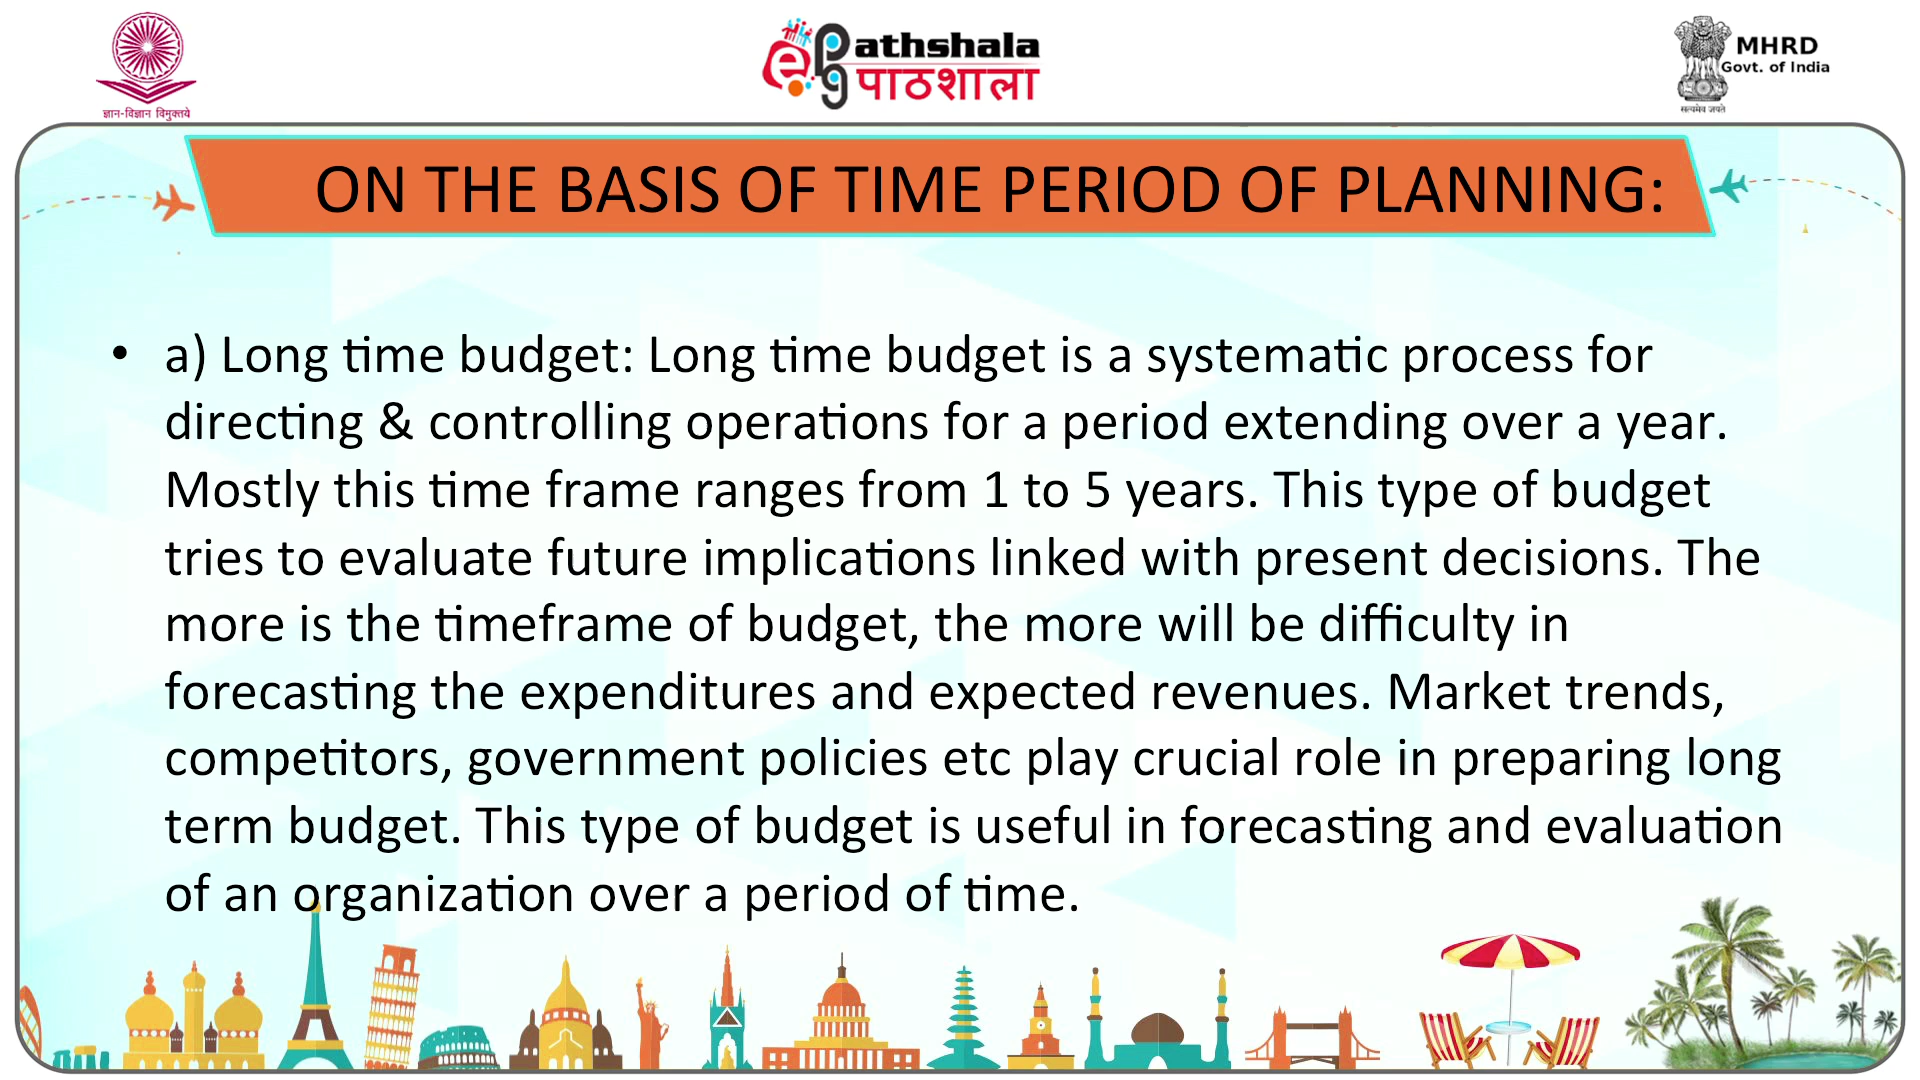 ज्ञान-विज्ञान विमुक्तये
ePG Pathshala
पाठशाला
MHRD
Govt. of India
सत्यमेव जयते
ON THE BASIS OF TIME PERIOD OF PLANNING:
• a) Long time budget: Long time budget is a systematic process for
directing & controlling operations for a period extending over a year.
Mostly this time frame ranges from 1 to 5 years. This type of budget
tries to evaluate future implications linked with present decisions. The
more is the timeframe of budget, the more will be difficulty in
forecasting the expenditures and expected revenues. Market trends,
competitors, government policies etc play crucial role in preparing long
term budget. This type of budget is useful in forecasting and evaluation
of an organization over a period of time.